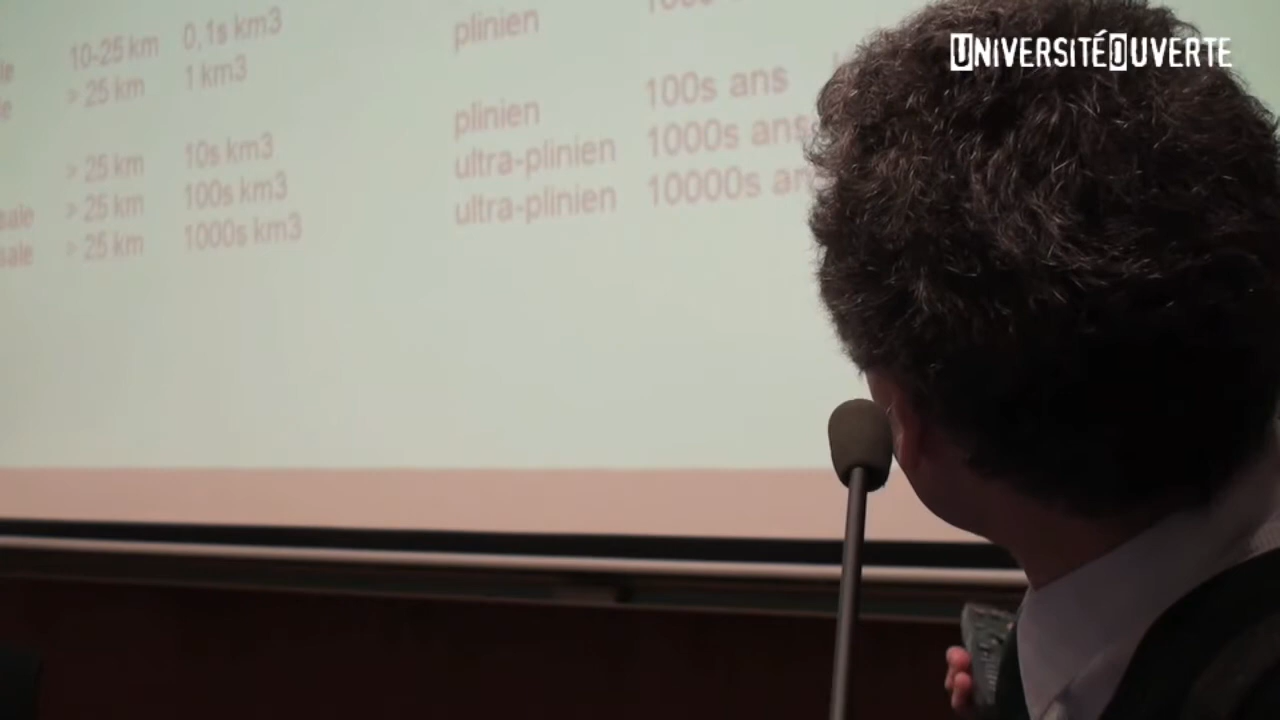 UNIVERSITÉOUVERTE
10-25 km 0,1s km3 plinien
> 25 km 1 km3
plinien 100s ans
> 25 km 10s km3 ultra-plinien 1000s ans
> 25 km 100s km3 ultra-plinien 10000s
> 25 km 1000s km3